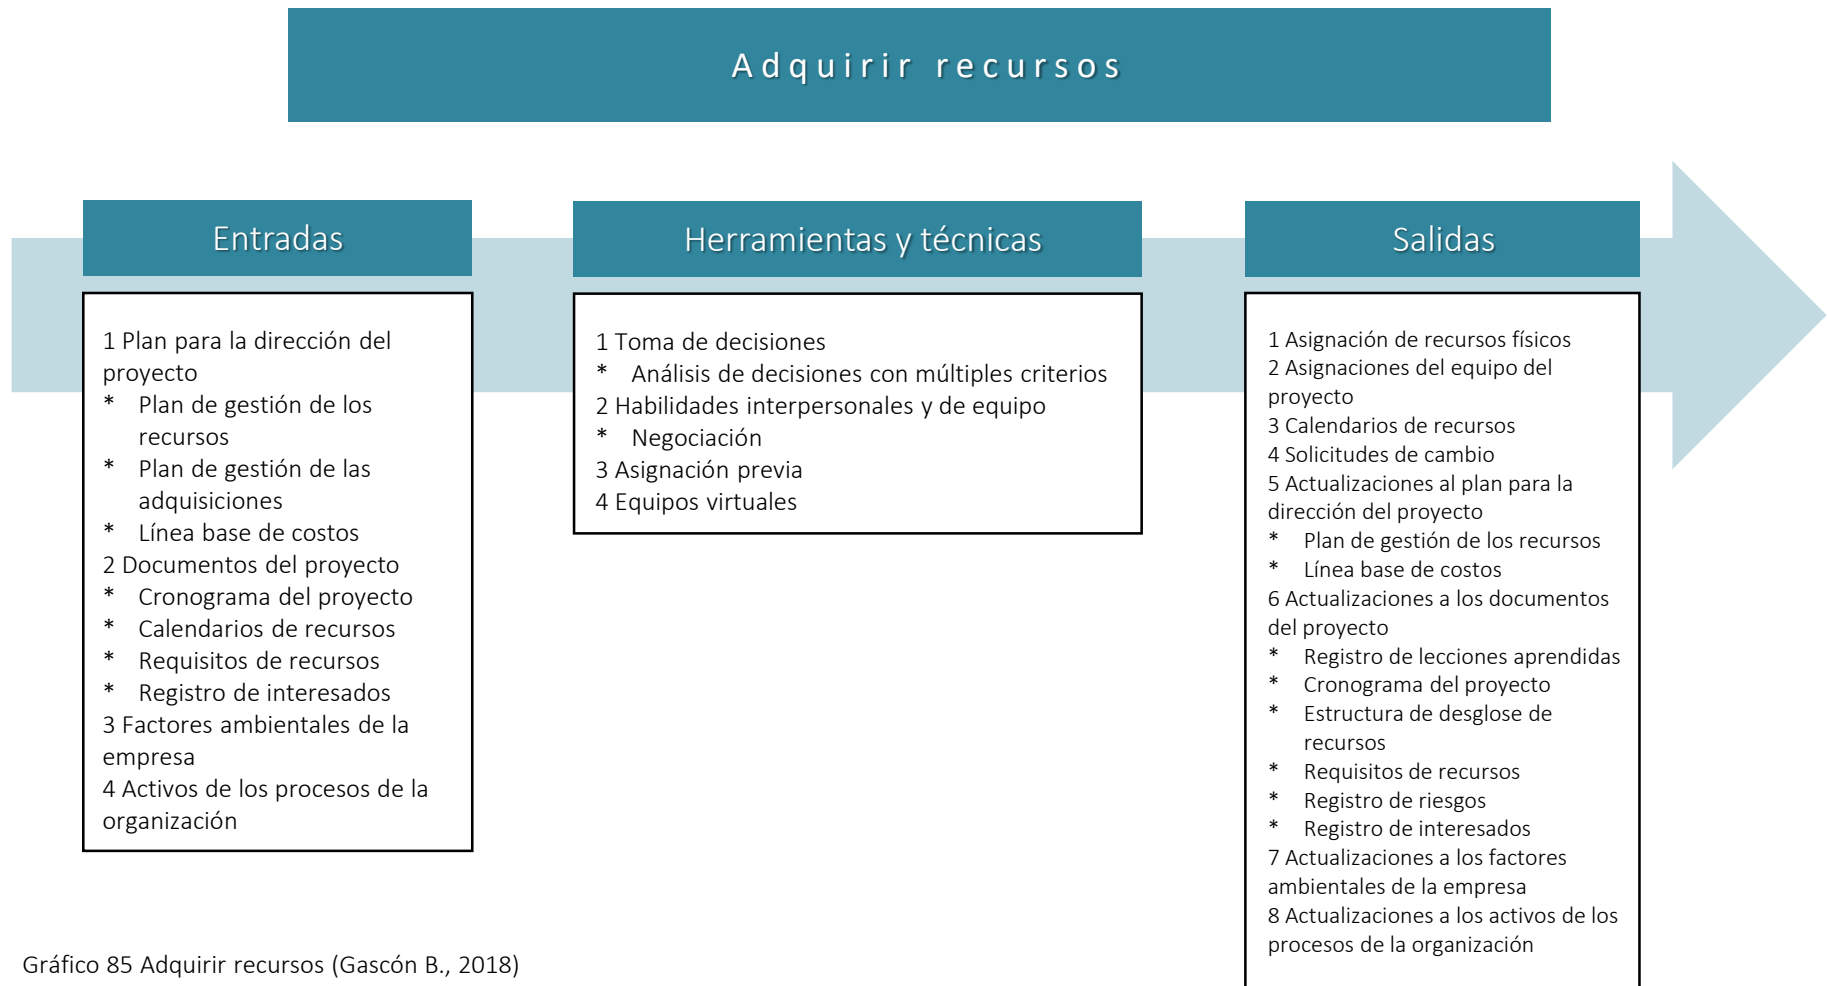 Adquirir recursos
Entradas
1 Plan para la dirección del
proyecto
* Plan de gestión de los
recursos
* Plan de gestión de las
adquisiciones
* Línea base de costos
2 Documentos del proyecto
* Cronograma del proyecto
* Calendarios de recursos
* Requisitos de recursos
* Registro de interesados
3 Factores ambientales de la
empresa
4 Activos de los procesos de la
organización
Herramientas y técnicas
1 Toma de decisiones
* Análisis de decisiones con múltiples criterios
2 Habilidades interpersonales y de equipo
* Negociación
3 Asignación previa
4 Equipos virtuales
Salidas
1 Asignación de recursos físicos
2 Asignaciones del equipo del
proyecto
3 Calendarios de recursos
4 Solicitudes de cambio
5 Actualizaciones al plan para la
dirección del proyecto
* Plan de gestión de los recursos
* Línea base de costos
6 Actualizaciones a los documentos
del proyecto
* Registro de lecciones aprendidas
* Cronograma del proyecto
* Estructura de desglose de
recursos
* Requisitos de recursos
* Registro de riesgos
* Registro de interesados
7 Actualizaciones a los factores
ambientales de la empresa
8 Actualizaciones a los activos de los
procesos de la organización
Gráfico 85 Adquirir recursos (Gascón B., 2018)